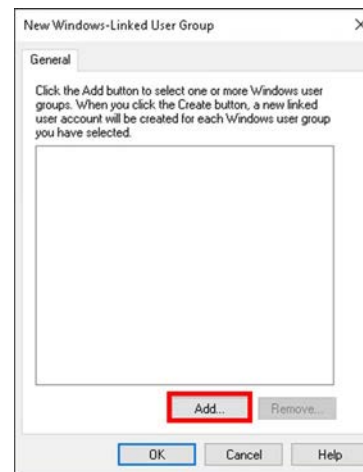 New Windows-Linked User Group
General
Click the Add button to select one or more Windows user
groups. When you click the Create button, a new linked
user account will be created for each Windows user group
you have selected.
Add...
Remove...
OK
Cancel
Help